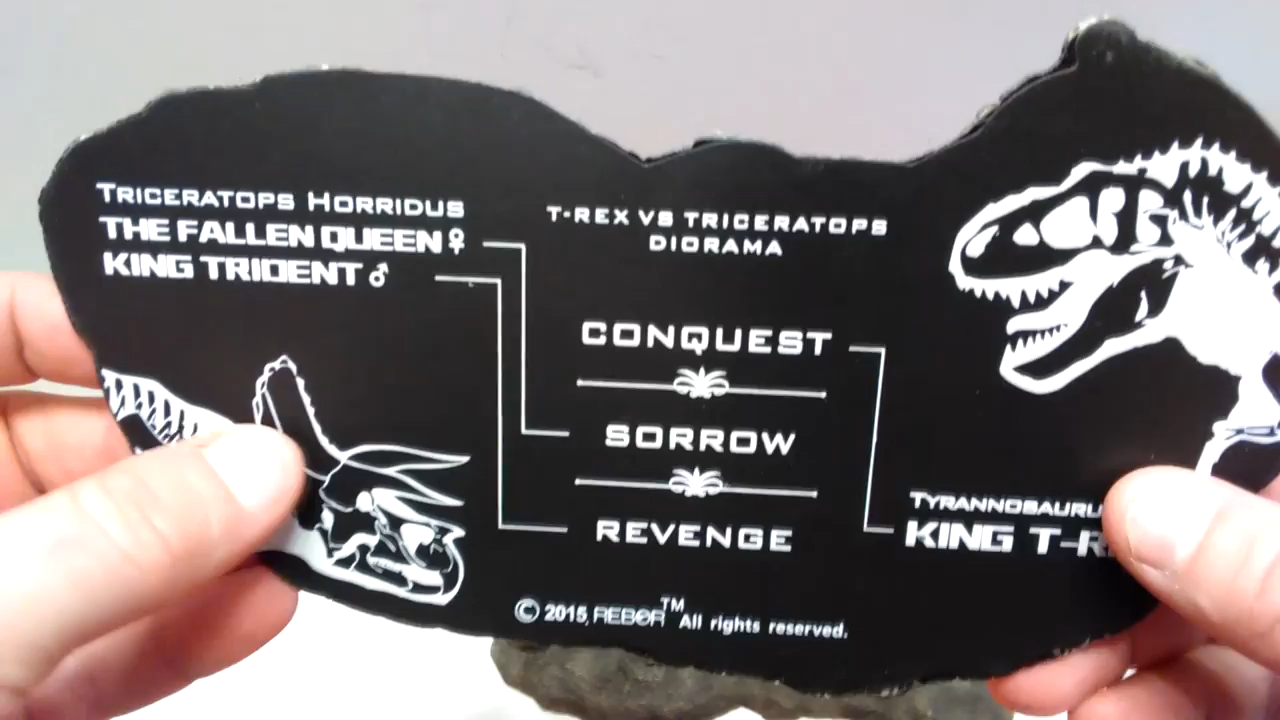 TRICERATOPS HORRIDUS
THE FALLEN QUEEN♀
KING TRIDENT♂
T-REX VS TRICERATOPS
DIORAMA
CONQUEST
SORROW
REVENGE
KING
© 2015, REBOR™ All rights reserved.